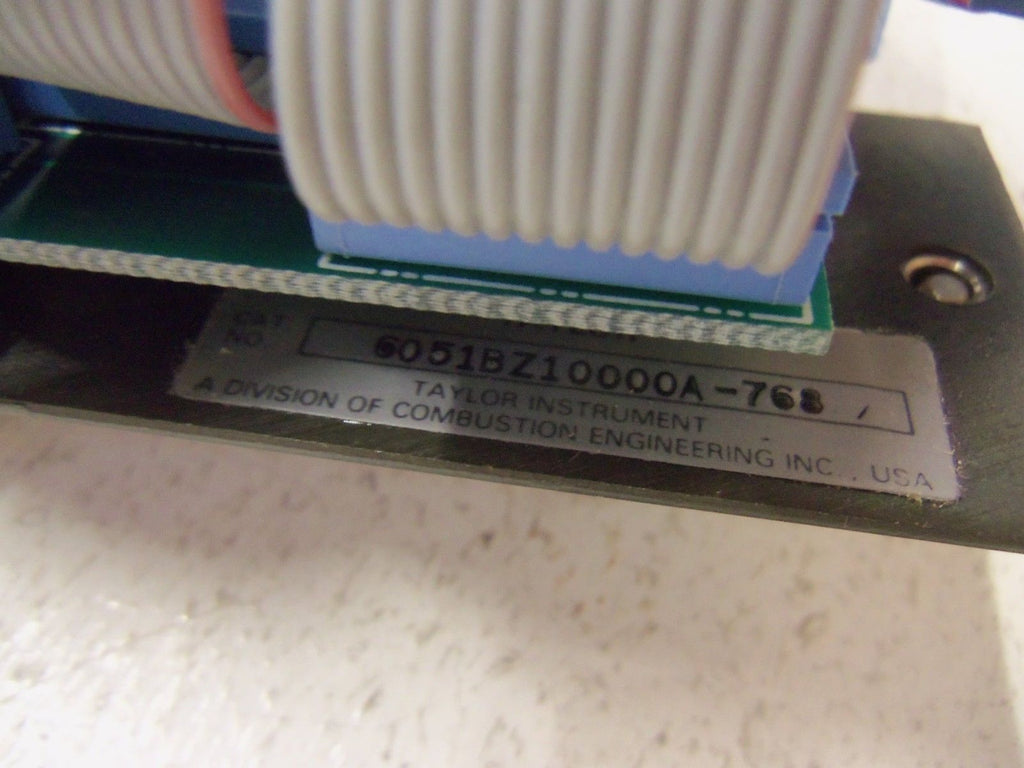 CAT
NO.
6051BZ10000A-768
TAYLOR INSTRUMENT
A DIVISION OF COMBUSTION ENGINEERING INC., USA